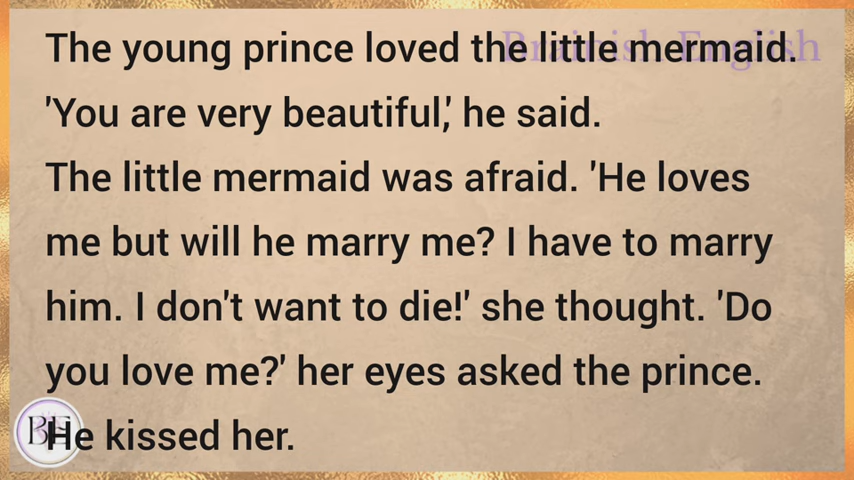 Brainish English
The young prince loved the little mermaid.
'You are very beautiful,' he said.
The little mermaid was afraid. 'He loves
me but will he marry me? I have to marry
him. I don't want to die!' she thought. 'Do
you love me?' her eyes asked the prince.
BE
He kissed her.